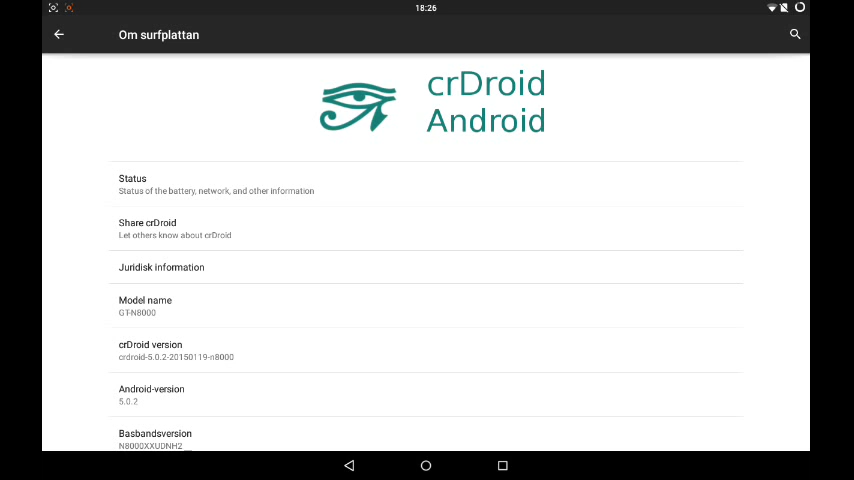 18:26
Om surfplattan
crDroid
Android
Status
Status of the battery, network, and other information
Share crDroid
Let others know about crDroid
Juridisk information
Model name
GT-N8000
crDroid version
crdroid-5.0.2-20150119-n8000
Android-version
5.0.2
Basbandsversion
N8000XXUDNH2